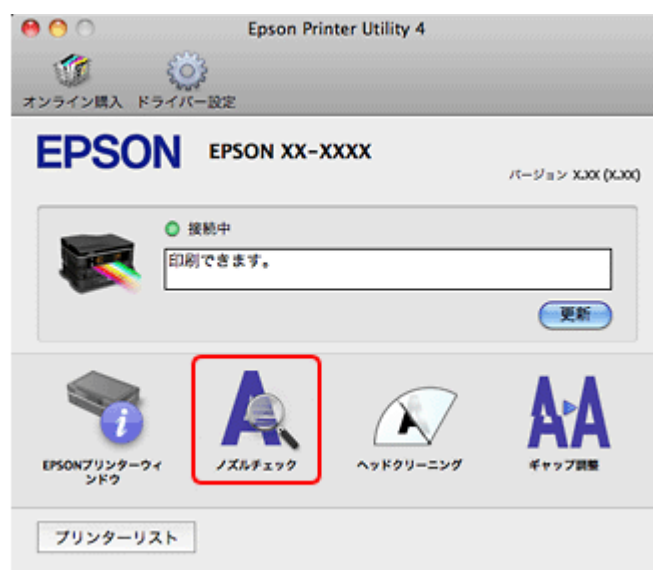 Epson Printer Utility 4
オンライン購入 ドライバー設定
EPSON EPSON XX-XXXX
バージョン X.XX (X.XX)
接続中
印刷できます。
更新
EPSONプリンターウィ
ンドウ
ノズルチェック
ヘッドクリーニング
ギャップ調整
プリンターリスト